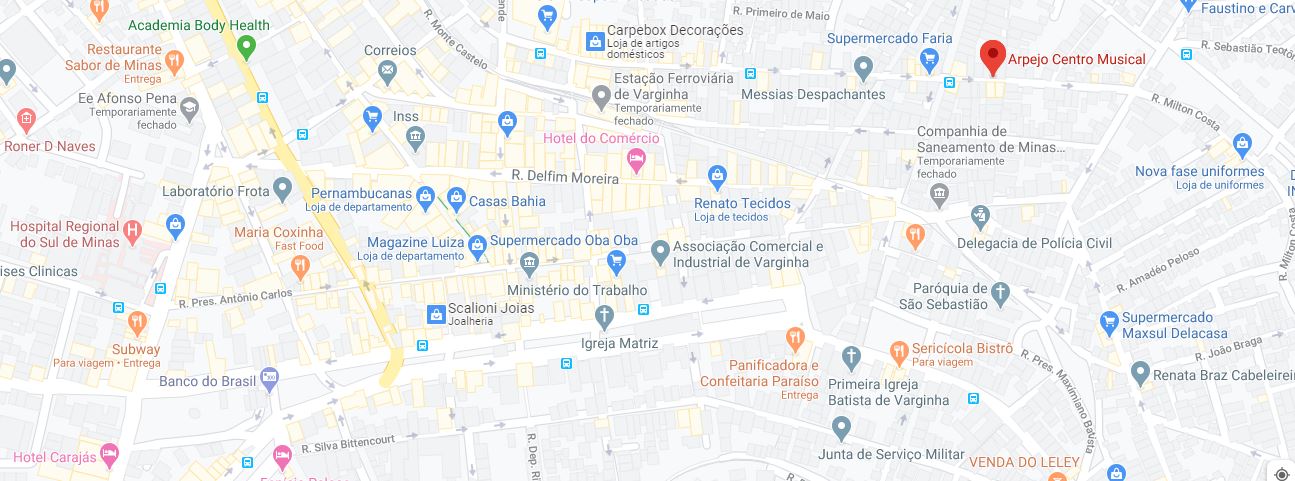 R. Primeiro de Maio
Faustino e Carv
Academia Body Health
Carpebox Decorações
Loja de artigos
domésticos
Supermercado Faria
R. Monte Castelo
Correios
R. Sebastião Teofó
Restaurante
Sabor de Minas
Entrega
Arpejo Centro Musical
Estação Ferroviária
de Varginha
Temporariamente
fechado
Messias Despachantes
Ee Afonso Pena
Temporariamente
fechado
R. Milton Costa
Inss
Roner D Naves
Hotel do Comércio
Companhia de
Saneamento de Minas...
Temporariamente
fechado
R. Delfim Moreira
Nova fase uniformes
Loja de uniformes
Laboratório Frota
Pernambucanas
Loja de departamento
Casas Bahia
Renato Tecidos
Loja de tecidos
Hospital Regional
do Sul de Minas
Maria Coxinha
Fast Food
Magazine Luiza
Loja de departamento
Supermercado Oba Oba
Associação Comercial e
Industrial de Varginha
Delegacia de Polícia Civil
R. Milton Costa
ises Clinicas
R. Amadéo Peloso
Ministério do Trabalho
Paróquia de
São Sebastião
R. Pres. Antônio Carlos
Scalioni Joias
Joalheria
Supermercado
Maxsul Delacasa
Igreja Matriz
Subway
Para viagem • Entrega
Sericícola Bistrô
Para viagem
R. João Braga
R. Pres. Maximiano Batista
Panificadora e
Confeitaria Paraíso
Entrega
Banco do Brasil
Primeira Igreja
Batista de Varginha
Renata Braz Cabeleireir
R. Silva Bittencourt
R. Dep. Ri
Hotel Carajás
Junta de Serviço Militar
VENDA DO LELEY